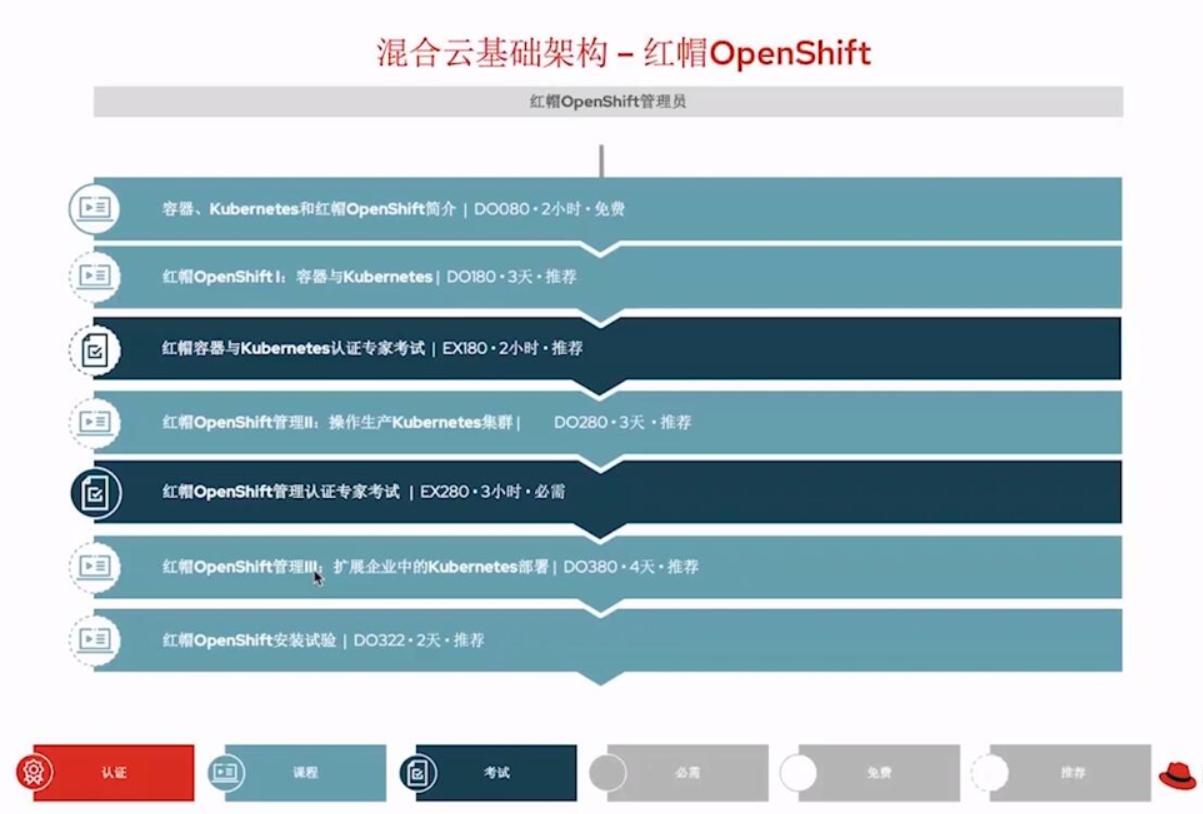 混合云基础架构 – 红帽OpenShift
红帽OpenShift管理员
容器、Kubernetes和红帽OpenShift简介 | DO080 • 2小时 • 免费
红帽OpenShift I：容器与Kubernetes | DO180 • 3天 • 推荐
红帽容器与Kubernetes认证专家考试 | EX180 • 2小时 • 推荐
红帽OpenShift管理II：操作生产Kubernetes集群 | DO280 • 3天 • 推荐
红帽OpenShift管理认证专家考试 | EX280 • 3小时 • 必需
红帽OpenShift管理III：扩展企业中的Kubernetes部署 | DO380 • 4天 • 推荐
红帽OpenShift安装试验 | DO322 • 2天 • 推荐
认证
课程
考试
必需
免费
推荐